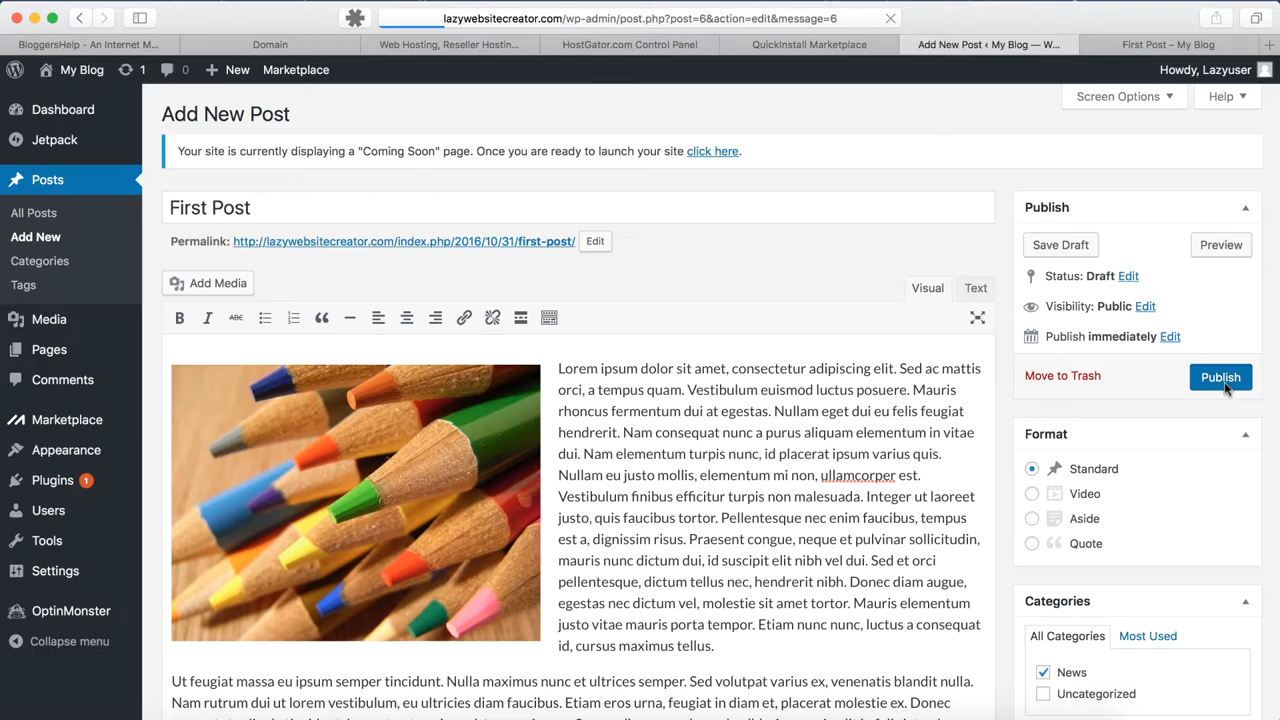 lazywebsitecreator.com/wp-admin/post.php?post=6&action=edit&message=6
BloggersHelp - An Internet M...
Domain
Web Hosting, Reseller Hostin...
HostGator.com Control Panel
QuickInstall Marketplace
Add New Post ‹ My Blog — W...
First Post – My Blog
My Blog
1
0
New
Marketplace
Howdy, Lazyuser
Dashboard
Jetpack
Posts
All Posts
Add New
Categories
Tags
Media
Pages
Comments
Marketplace
Appearance
Plugins 1
Users
Tools
Settings
OptinMonster
Collapse menu
Screen Options
Help
Add New Post
Your site is currently displaying a "Coming Soon" page. Once you are ready to launch your site click here.
First Post
Permalink: http://lazywebsitecreator.com/index.php/2016/10/31/first-post/ Edit
Add Media
Visual
Text
B I ABC
Lorem ipsum dolor sit amet, consectetur adipiscing elit. Sed ac mattis
orci, a tempus quam. Vestibulum euismod luctus posuere. Mauris
rhoncus fermentum dui at egestas. Nullam eget dui eu felis feugiat
hendrerit. Nam consequat nunc a purus aliquam elementum in vitae
dui. Nam elementum turpis nunc, id placerat ipsum varius quis.
Nullam eu justo mollis, elementum mi non, ullamcorper est.
Vestibulum finibus efficitur turpis non malesuada. Integer ut laoreet
justo, quis faucibus tortor. Pellentesque nec enim faucibus, tempus
est a, dignissim risus. Praesent congue, neque et pulvinar sollicitudin,
mauris nunc dictum dui, id suscipit elit nibh vel dui. Sed et orci
pellentesque, dictum tellus nec, hendrerit nibh. Donec diam augue,
egestas nec dictum vel, molestie sit amet tortor. Mauris elementum
justo vitae mauris porta tempor. Etiam nunc nunc, luctus a consequat
id, cursus maximus tellus.
Ut feugiat massa eu ipsum semper tincidunt. Nulla maximus nunc et ultrices semper. Sed volutpat varius ex, venenatis blandit nulla.
Nam rutrum dui ut lorem vestibulum, eu ultricies diam faucibus. Etiam eros urna, feugiat in diam et, placerat molestie ex. Donec
Publish
Save Draft
Preview
Status: Draft Edit
Visibility: Public Edit
Publish immediately Edit
Move to Trash
Publish
Format
Standard
Video
Aside
Quote
Categories
All Categories
Most Used
News
Uncategorized